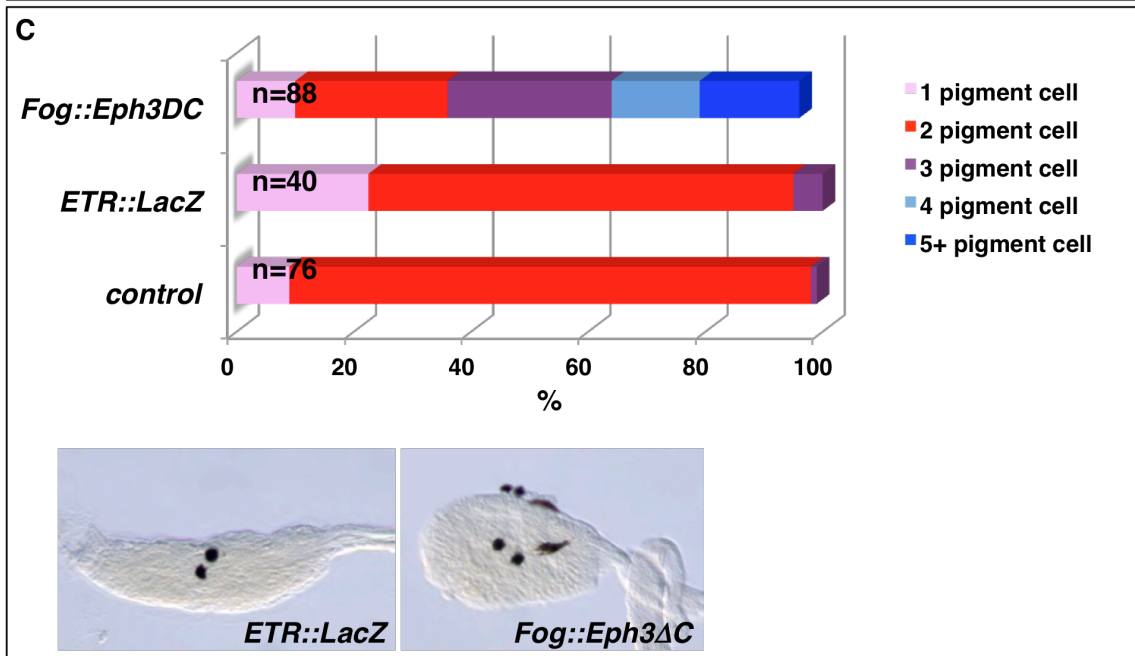 C
Fog::Eph3DC
n=88
ETR::LacZ
n=40
control
n=76
0 20 40 60 80 100
%
1 pigment cell
2 pigment cell
3 pigment cell
4 pigment cell
5+ pigment cell
ETR::LacZ
Fog::Eph3ΔC